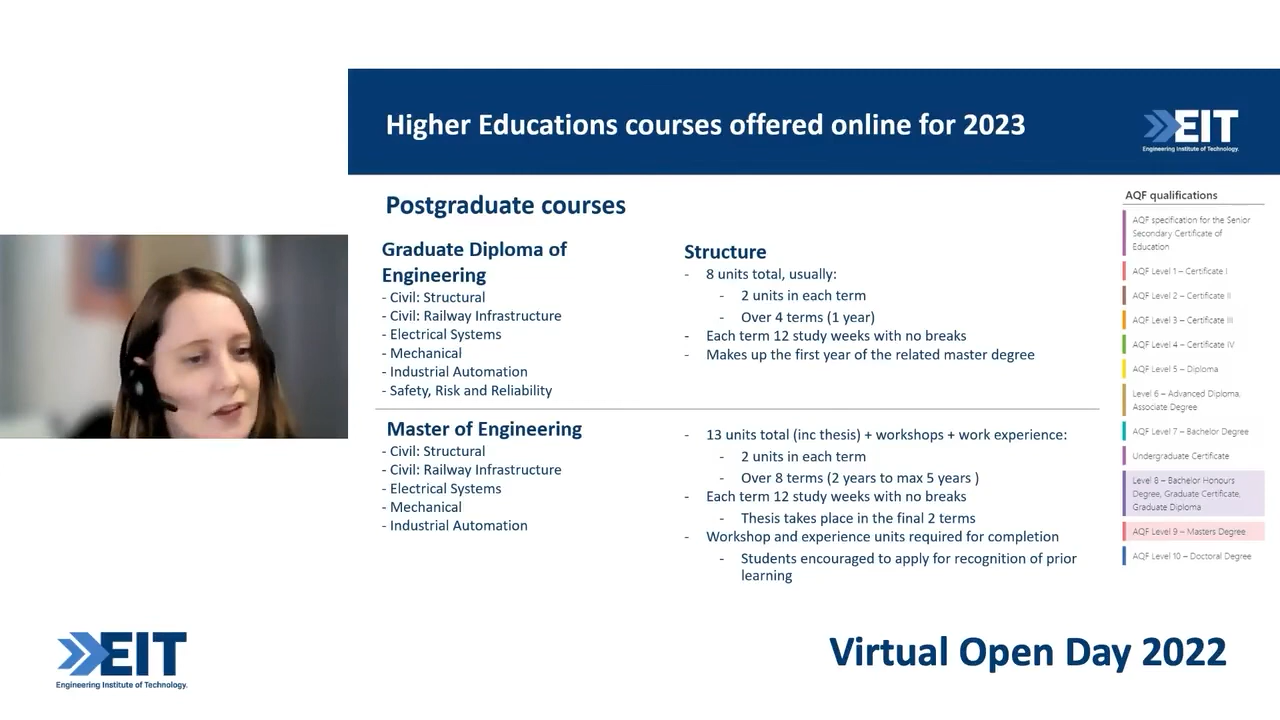 Higher Educations courses offered online for 2023
EIT
Engineering Institute of Technology.
Postgraduate courses
Graduate Diploma of
Engineering
- Civil: Structural
- Civil: Railway Infrastructure
- Electrical Systems
- Mechanical
- Industrial Automation
- Safety, Risk and Reliability
Structure
- 8 units total, usually:
- 2 units in each term
- Over 4 terms (1 year)
- Each term 12 study weeks with no breaks
- Makes up the first year of the related master degree
Master of Engineering
- Civil: Structural
- Civil: Railway Infrastructure
- Electrical Systems
- Mechanical
- Industrial Automation
- 13 units total (inc thesis) + workshops + work experience:
- 2 units in each term
- Over 8 terms (2 years to max 5 years )
- Each term 12 study weeks with no breaks
- Thesis takes place in the final 2 terms
- Workshop and experience units required for completion
- Students encouraged to apply for recognition of prior
learning
AQF qualifications
AQF specification for the Senior
Secondary Certificate of
Education
AQF Level 1 – Certificate I
AQF Level 2 – Certificate II
AQF Level 3 – Certificate III
AQF Level 4 – Certificate IV
AQF Level 5 – Diploma
Level 6 – Advanced Diploma,
Associate Degree
AQF Level 7 – Bachelor Degree
Undergraduate Certificate
Level 8 – Bachelor Honours
Degree, Graduate Certificate,
Graduate Diploma
AQF Level 9 – Masters Degree
AQF Level 10 – Doctoral Degree
EIT
Engineering Institute of Technology.
Virtual Open Day 2022